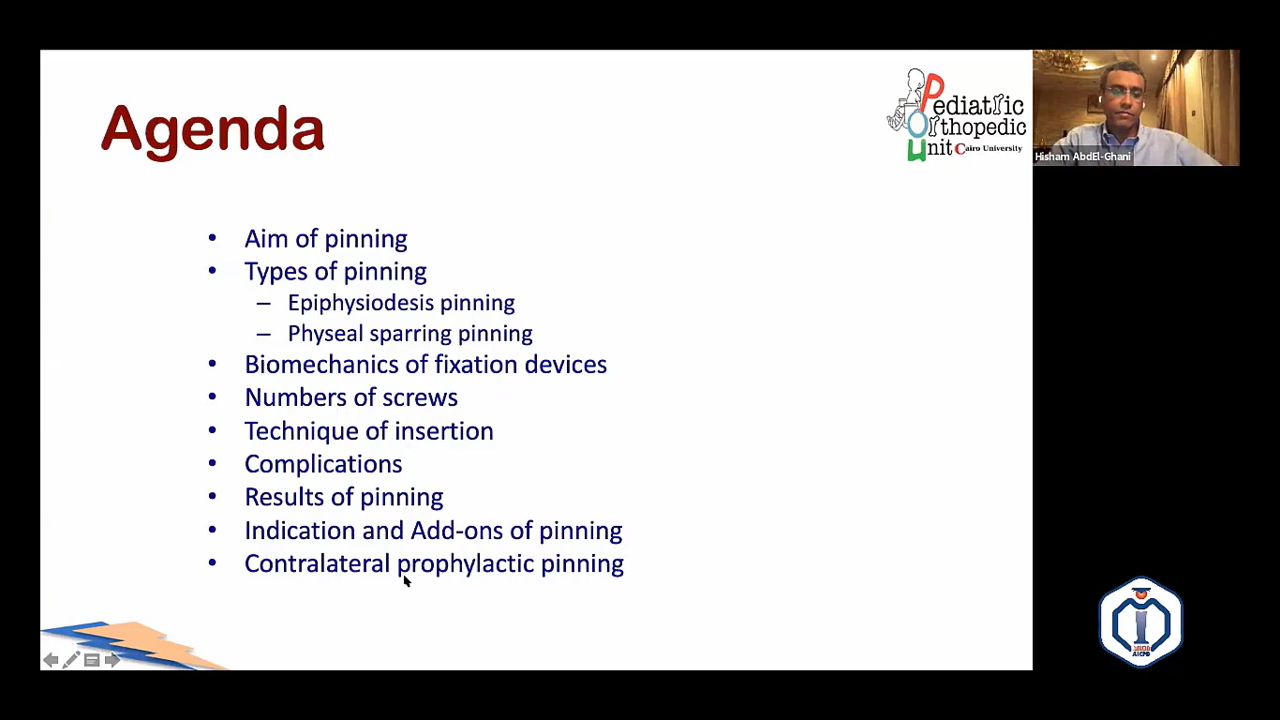 Agenda
Pediatric
Orthopedic
Unit Cairo University
Hisham AbdEl-Ghani
• Aim of pinning
• Types of pinning
– Epiphysiodesis pinning
– Physeal sparring pinning
• Biomechanics of fixation devices
• Numbers of screws
• Technique of insertion
• Complications
• Results of pinning
• Indication and Add-ons of pinning
• Contralateral prophylactic pinning